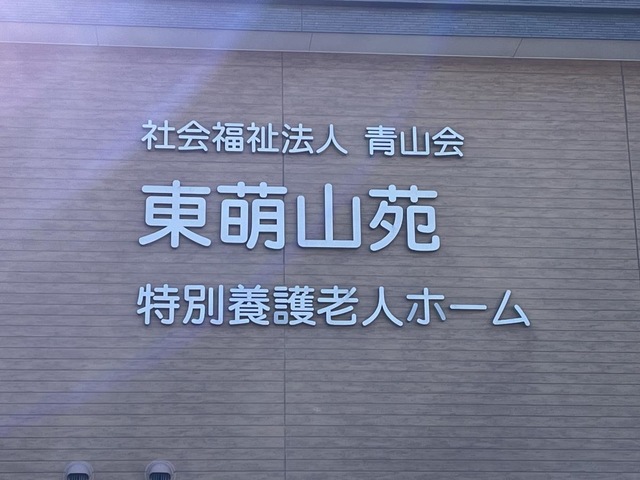 社会福祉法人 青山会
東萌山苑
特別養護老人ホーム